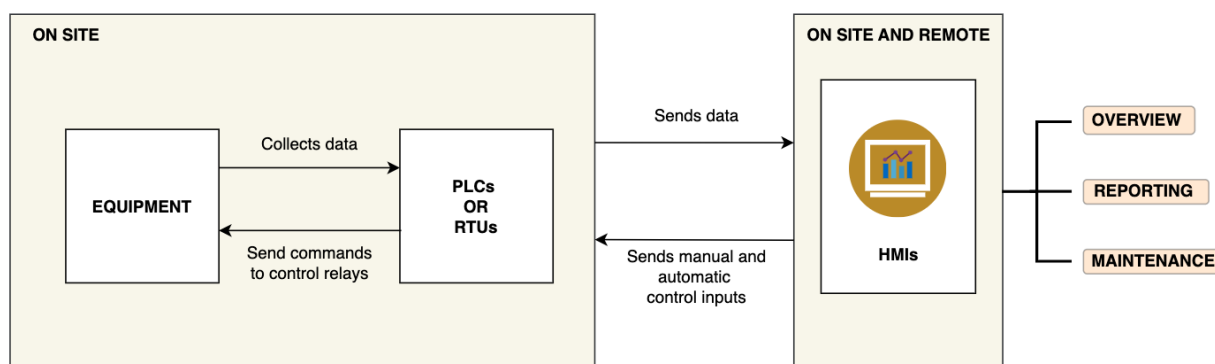 ON SITE
EQUIPMENT
Collects data
Send commands
to control relays
PLCs
OR
RTUs
Sends data
Sends manual and
automatic
control inputs
ON SITE AND REMOTE
HMIs
OVERVIEW
REPORTING
MAINTENANCE